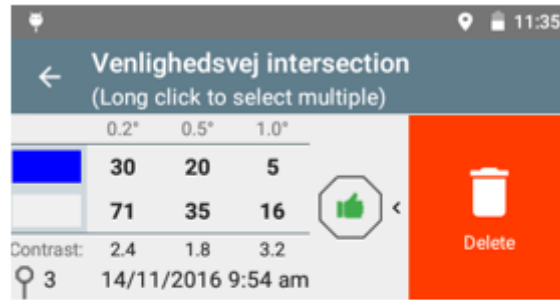 11:35
Venlighedsvej intersection
(Long click to select multiple)
0.2° 0.5° 1.0°
30 20 5
71 35 16
Contrast: 2.4 1.8 3.2
3 14/11/2016 9:54 am
<
Delete